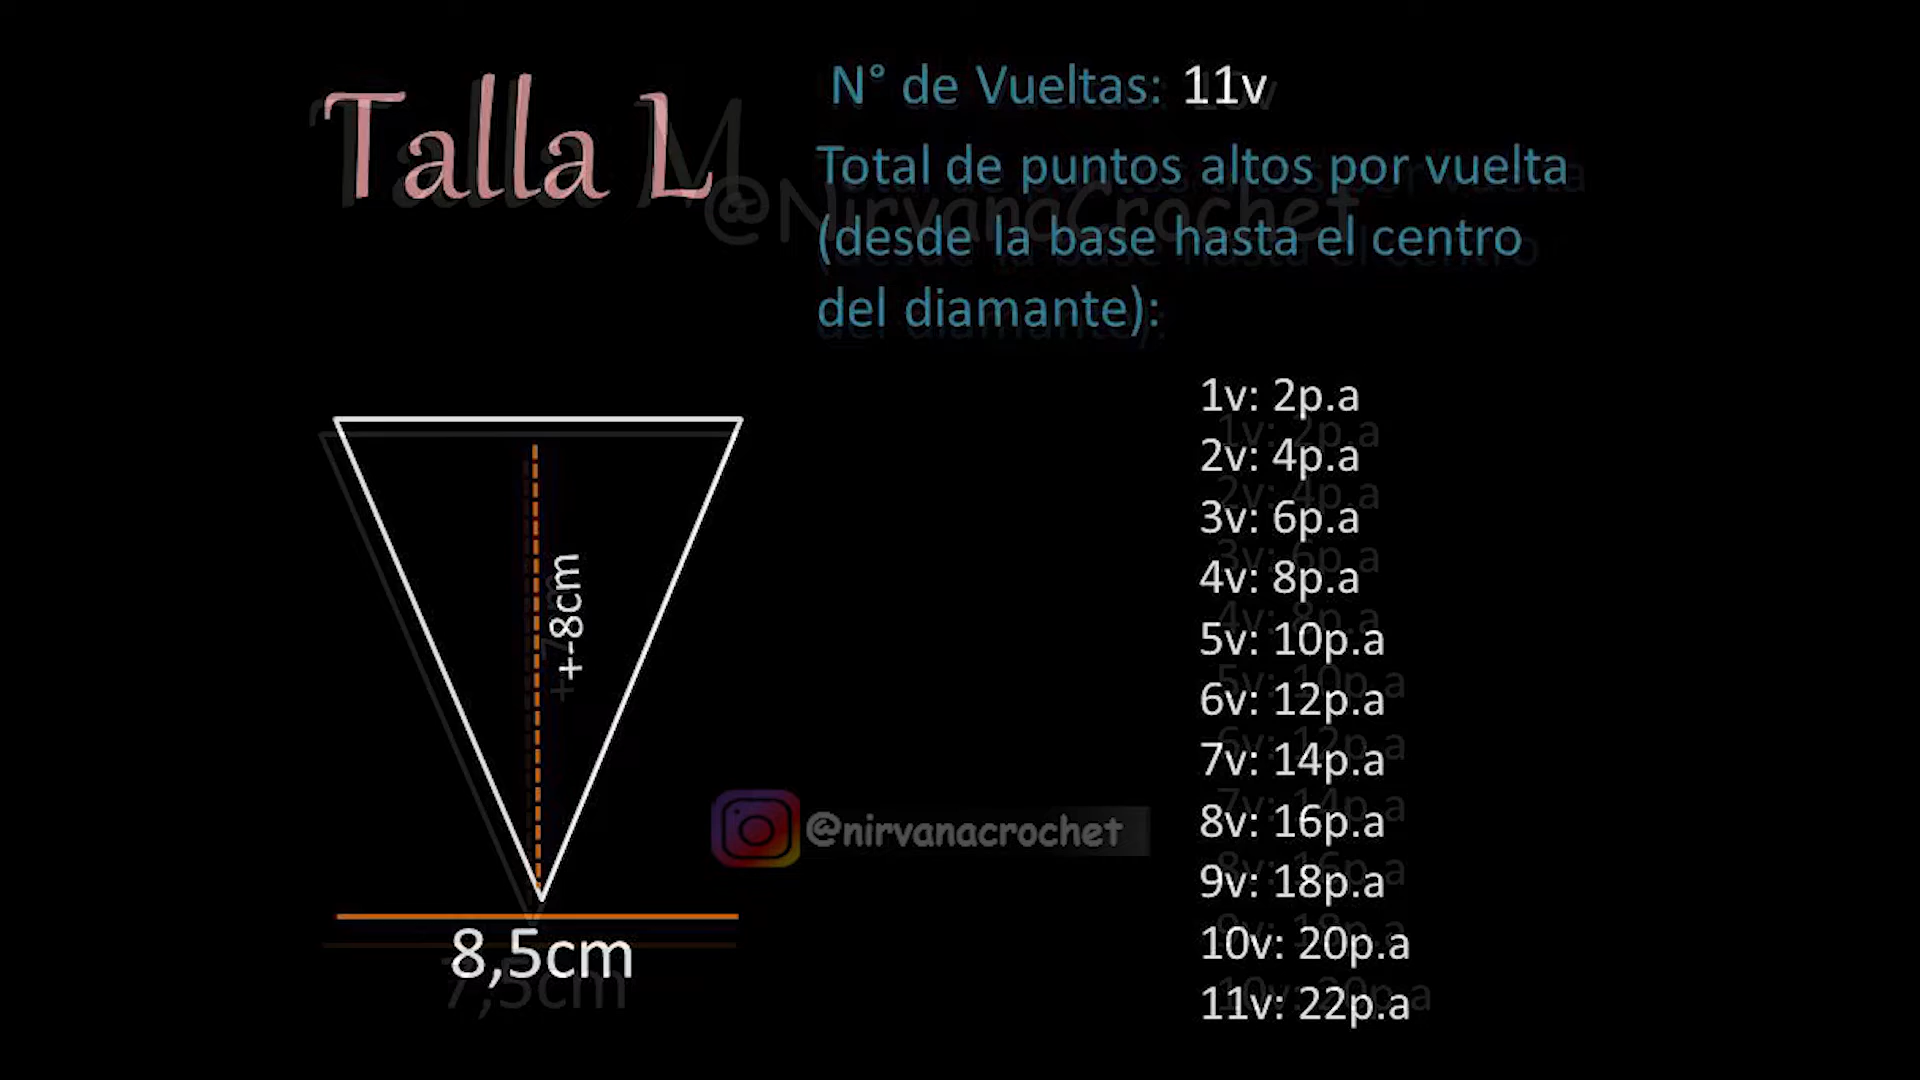 Talla L
N° de Vueltas: 11v
Total de puntos altos por vuelta
(desde la base hasta el centro
del diamante):
@NirvanaCrochet
+-8cm
8,5cm
@nirvanacrochet
1v: 2p.a
2v: 4p.a
3v: 6p.a
4v: 8p.a
5v: 10p.a
6v: 12p.a
7v: 14p.a
8v: 16p.a
9v: 18p.a
10v: 20p.a
11v: 22p.a